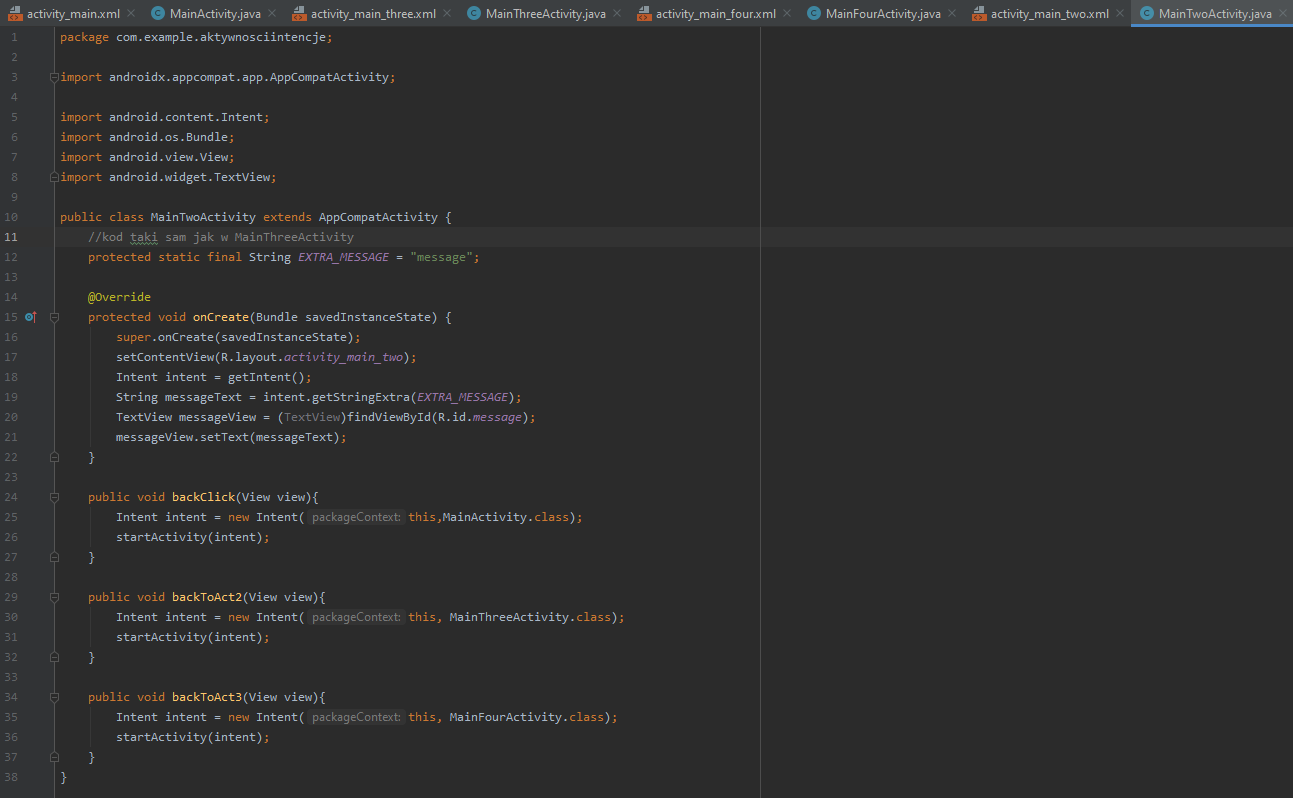 activity_main.xml MainActivity.java activity_main_three.xml MainThreeActivity.java activity_main_four.xml MainFourActivity.java activity_main_two.xml MainTwoActivity.java
1 package com.example.aktywnosciintencje;
2
3 import androidx.appcompat.app.AppCompatActivity;
4
5 import android.content.Intent;
6 import android.os.Bundle;
7 import android.view.View;
8 import android.widget.TextView;
9
10 public class MainTwoActivity extends AppCompatActivity {
11 //kod taki sam jak w MainThreeActivity
12 protected static final String EXTRA_MESSAGE = "message";
13
14 @Override
15 protected void onCreate(Bundle savedInstanceState) {
16 super.onCreate(savedInstanceState);
17 setContentView(R.layout.activity_main_two);
18 Intent intent = getIntent();
19 String messageText = intent.getStringExtra(EXTRA_MESSAGE);
20 TextView messageView = (TextView)findViewById(R.id.message);
21 messageView.setText(messageText);
22 }
23
24 public void backClick(View view){
25 Intent intent = new Intent( packageContext: this,MainActivity.class);
26 startActivity(intent);
27 }
28
29 public void backToAct2(View view){
30 Intent intent = new Intent( packageContext: this, MainThreeActivity.class);
31 startActivity(intent);
32 }
33
34 public void backToAct3(View view){
35 Intent intent = new Intent( packageContext: this, MainFourActivity.class);
36 startActivity(intent);
37 }
38 }